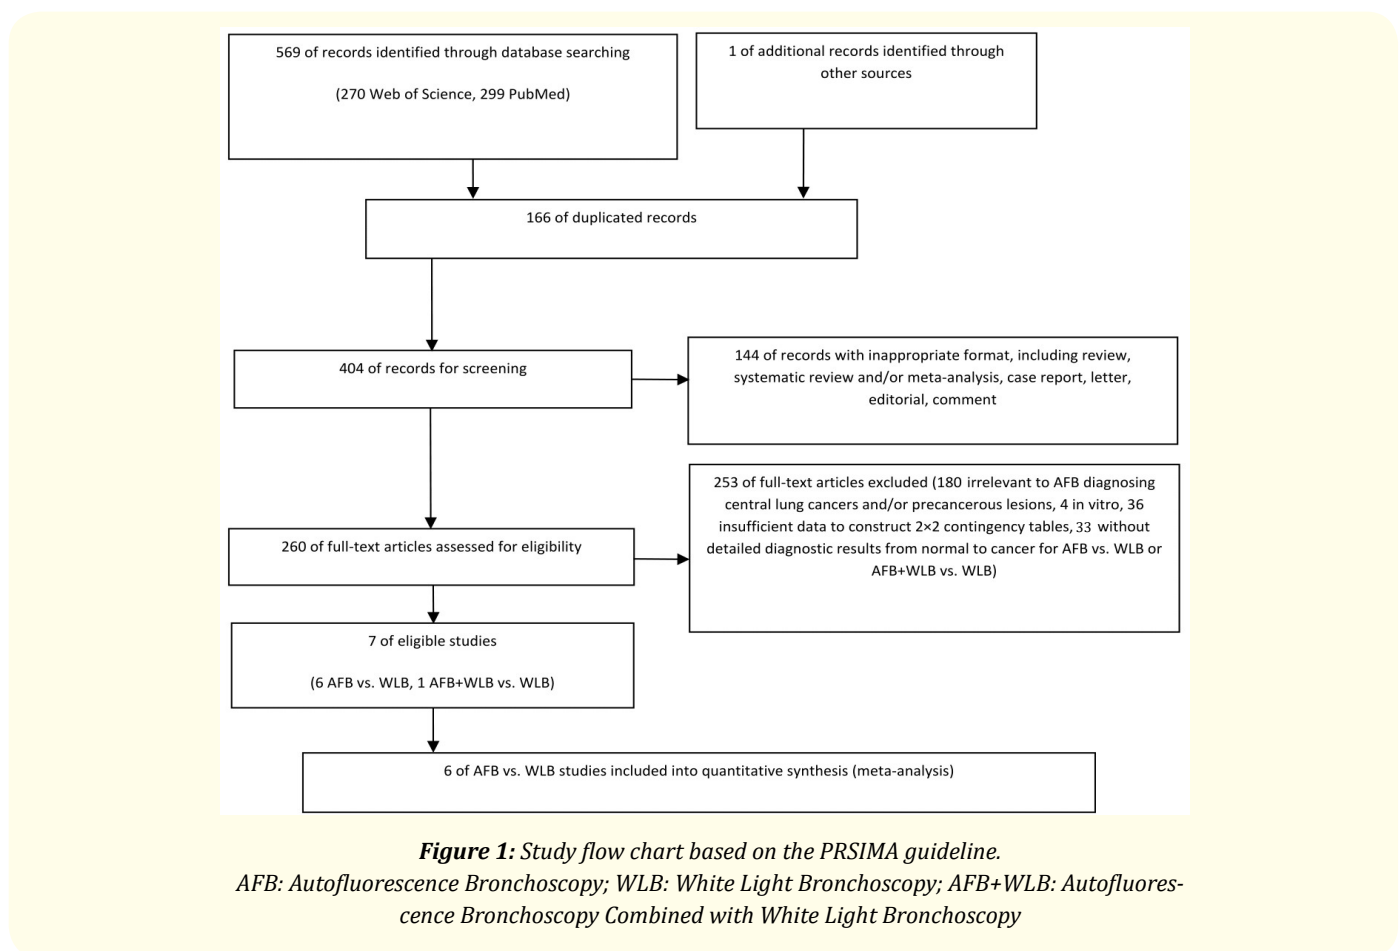 569 of records identified through database searching
(270 Web of Science, 299 PubMed)
1 of additional records identified through
other sources
166 of duplicated records
404 of records for screening
144 of records with inappropriate format, including review,
systematic review and/or meta-analysis, case report, letter,
editorial, comment
253 of full-text articles excluded (180 irrelevant to AFB diagnosing
central lung cancers and/or precancerous lesions, 4 in vitro, 36
insufficient data to construct 2×2 contingency tables, 33 without
detailed diagnostic results from normal to cancer for AFB vs. WLB or
AFB+WLB vs. WLB)
260 of full-text articles assessed for eligibility
7 of eligible studies
(6 AFB vs. WLB, 1 AFB+WLB vs. WLB)
6 of AFB vs. WLB studies included into quantitative synthesis (meta-analysis)
Figure 1: Study flow chart based on the PRSIMA guideline.
AFB: Autofluorescence Bronchoscopy; WLB: White Light Bronchoscopy; AFB+WLB: Autofluores-
cence Bronchoscopy Combined with White Light Bronchoscopy